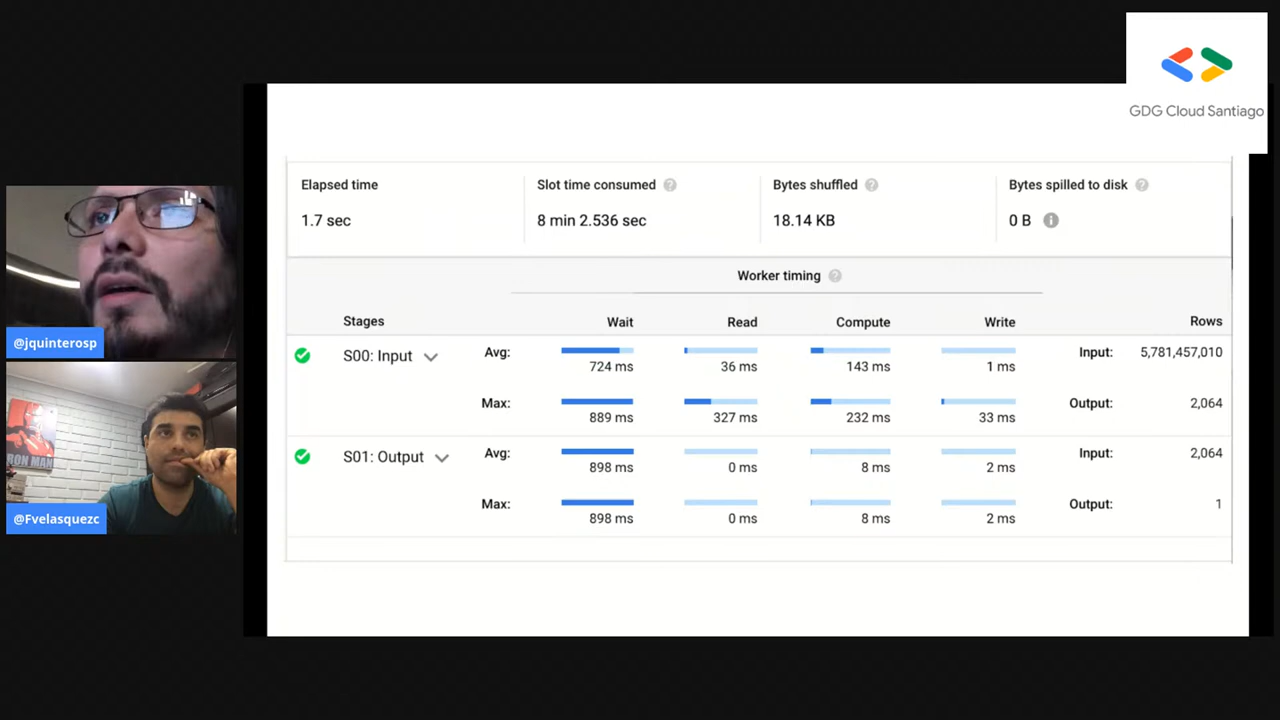 GDG Cloud Santiago
Elapsed time
1.7 sec
Slot time consumed
8 min 2.536 sec
Bytes shuffled
18.14 KB
Bytes spilled to disk
0 B
Worker timing
Stages Wait Read Compute Write Rows
S00: Input Avg: 724 ms 36 ms 143 ms 1 ms Input: 5,781,457,010
Max: 889 ms 327 ms 232 ms 33 ms Output: 2,064
S01: Output Avg: 898 ms 0 ms 8 ms 2 ms Input: 2,064
Max: 898 ms 0 ms 8 ms 2 ms Output: 1
@jquinterosp
IRON MAN
@Fvelasquezc